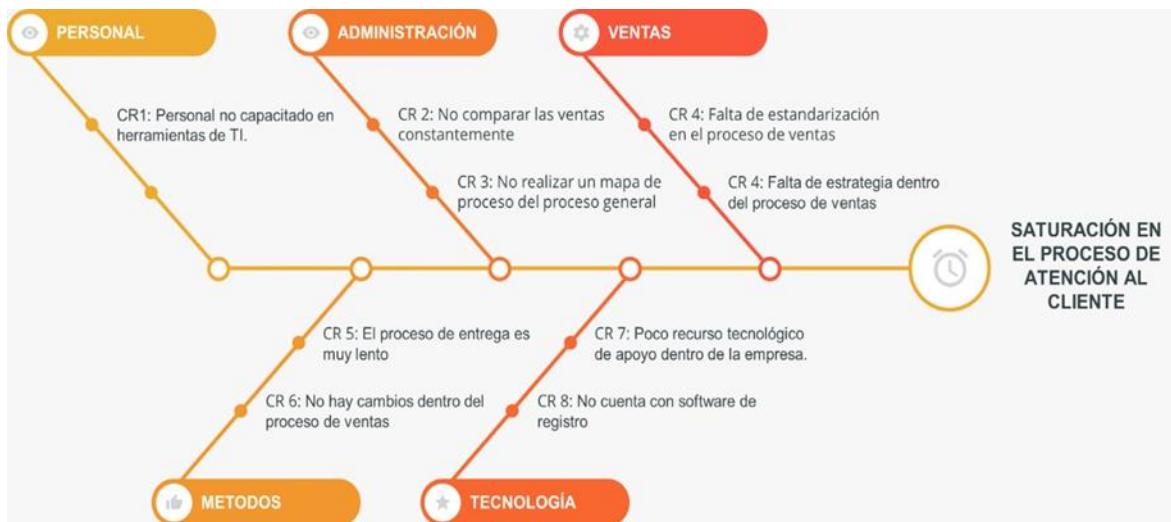 PERSONAL
ADMINISTRACIÓN
VENTAS
CR1: Personal no capacitado en
herramientas de TI.
CR 2: No comparar las ventas
constantemente
CR 3: No realizar un mapa de
proceso del proceso general
CR 4: Falta de estandarización
en el proceso de ventas
CR 4: Falta de estrategia dentro
del proceso de ventas
SATURACIÓN EN
EL PROCESO DE
ATENCIÓN AL
CLIENTE
CR 5: El proceso de entrega es
muy lento
CR 6: No hay cambios dentro del
proceso de ventas
CR 7: Poco recurso tecnológico
de apoyo dentro de la empresa.
CR 8: No cuenta con software de
registro
METODOS
TECNOLOGÍA